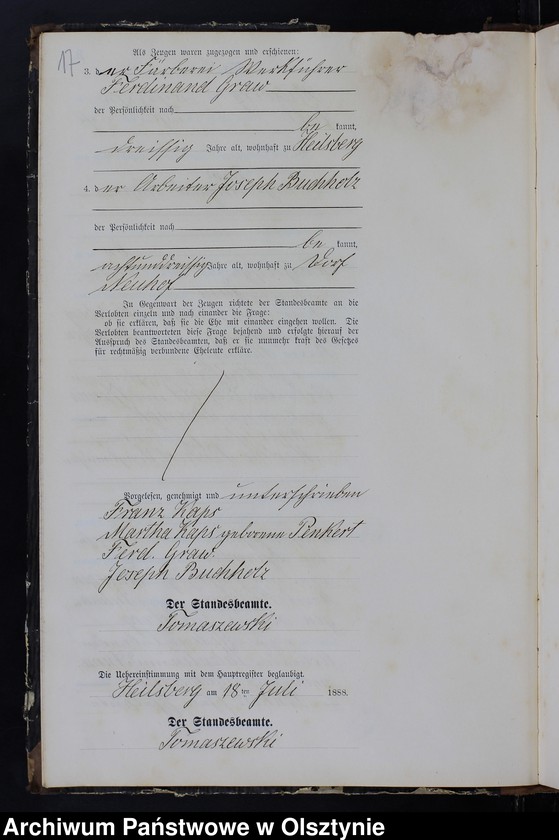 17
Als Zeugen waren zugezogen und erschienen:
3. der Färberei Werkführer
Ferdinand Graw
der Persönlichkeit nach
be kannt,
dreissig Jahre alt, wohnhaft zu Heilsberg
4. der Arbeiter Joseph Buchholz
der Persönlichkeit nach
be kannt,
achtunddreissig Jahre alt, wohnhaft zu Dorf
Neuhof
In Gegenwart der Zeugen richtete der Standesbeamte an die
Verlobten einzeln und nach einander die Frage:
ob sie erklären, daß sie die Ehe mit einander eingehen wollen. Die
Verlobten beantworteten diese Frage bejahend und erfolgte hierauf der
Ausspruch des Standesbeamten, daß er sie nunmehr kraft des Gesetzes
für rechtmäßig verbundene Eheleute erkläre.
Vorgelesen, genehmigt und unterschrieben
Franz Kaps
Martha Kaps geborene Penkert
Ferd. Graw.
Joseph Buchholz
Der Standesbeamte.
Tomaszewski
Die Uebereinstimmung mit dem Hauptregister beglaubigt.
Heilsberg am 18ten Juli 1888.
Der Standesbeamte.
Tomaszewski
Archiwum Państwowe w Olsztynie